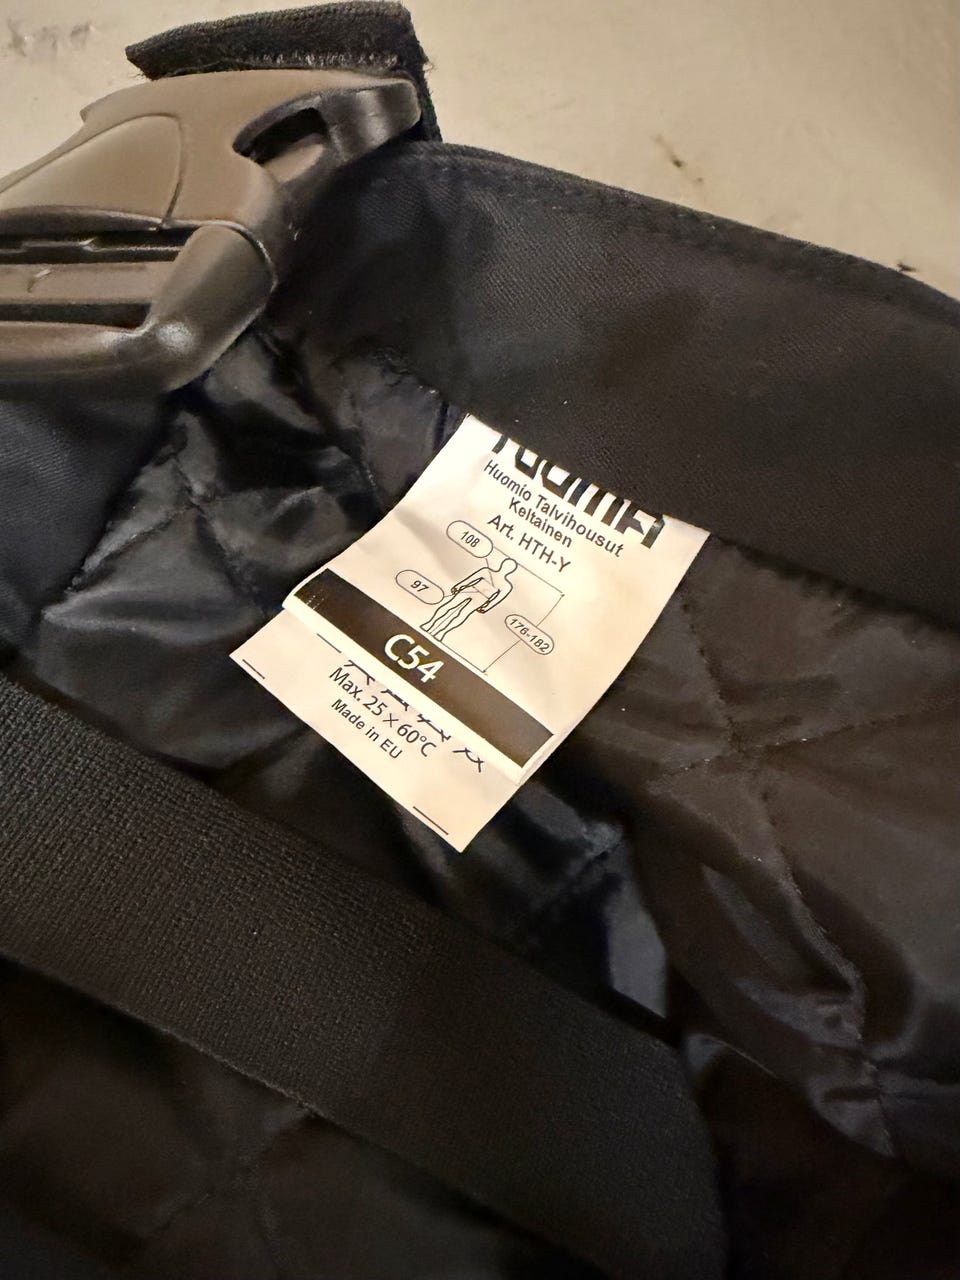 Huomio Talvihousut
Keltainen
Art. HTH-Y
108
97
176-182
C54
Max. 25 x 60°C
Made in EU